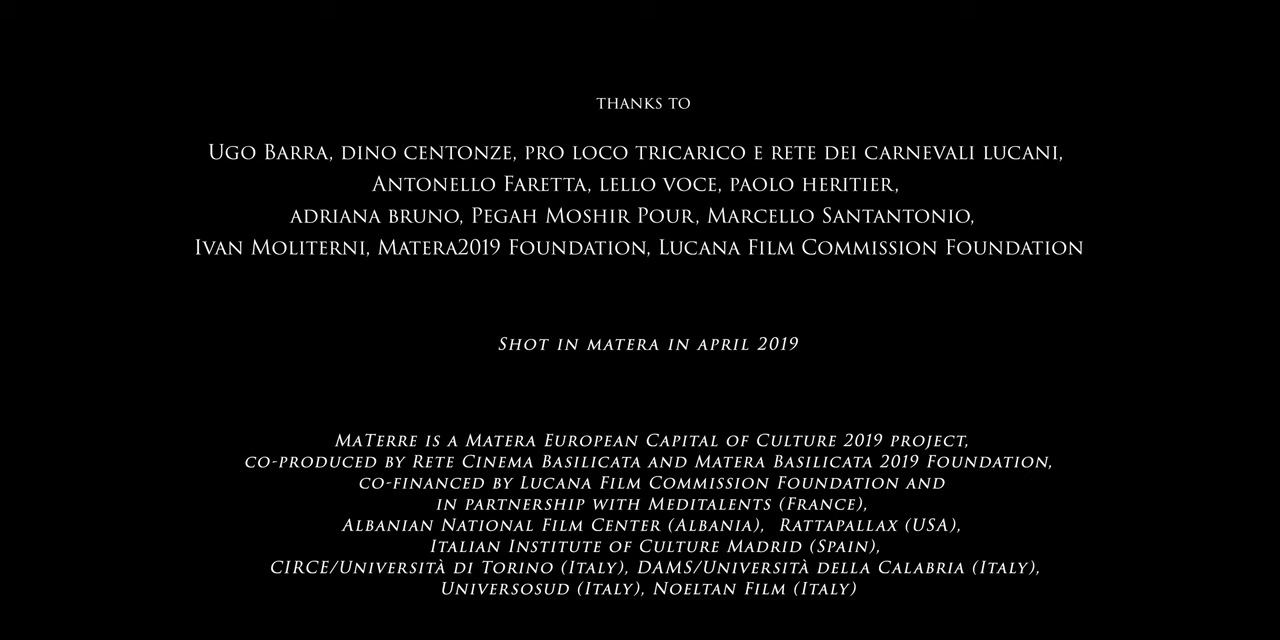 THANKS TO
UGO BARRA, DINO CENTONZE, PRO LOCO TRICARICO E RETE DEI CARNEVALI LUCANI,
ANTONELLO FARETTA, LELLO VOCE, PAOLO HERITIER,
ADRIANA BRUNO, PEGAH MOSHIR POUR, MARCELLO SANTANTONIO,
IVAN MOLITERNI, MATERA2019 FOUNDATION, LUCANA FILM COMMISSION FOUNDATION
SHOT IN MATERA IN APRIL 2019
MATERRE IS A MATERA EUROPEAN CAPITAL OF CULTURE 2019 PROJECT,
CO-PRODUCED BY RETE CINEMA BASILICATA AND MATERA BASILICATA 2019 FOUNDATION,
CO-FINANCED BY LUCANA FILM COMMISSION FOUNDATION AND
IN PARTNERSHIP WITH MEDITALENTS (FRANCE),
ALBANIAN NATIONAL FILM CENTER (ALBANIA), RATTAPALLAX (USA),
ITALIAN INSTITUTE OF CULTURE MADRID (SPAIN),
CIRCE/UNIVERSITÀ DI TORINO (ITALY), DAMS/UNIVERSITÀ DELLA CALABRIA (ITALY),
UNIVERSOSUD (ITALY), NOELTAN FILM (ITALY)